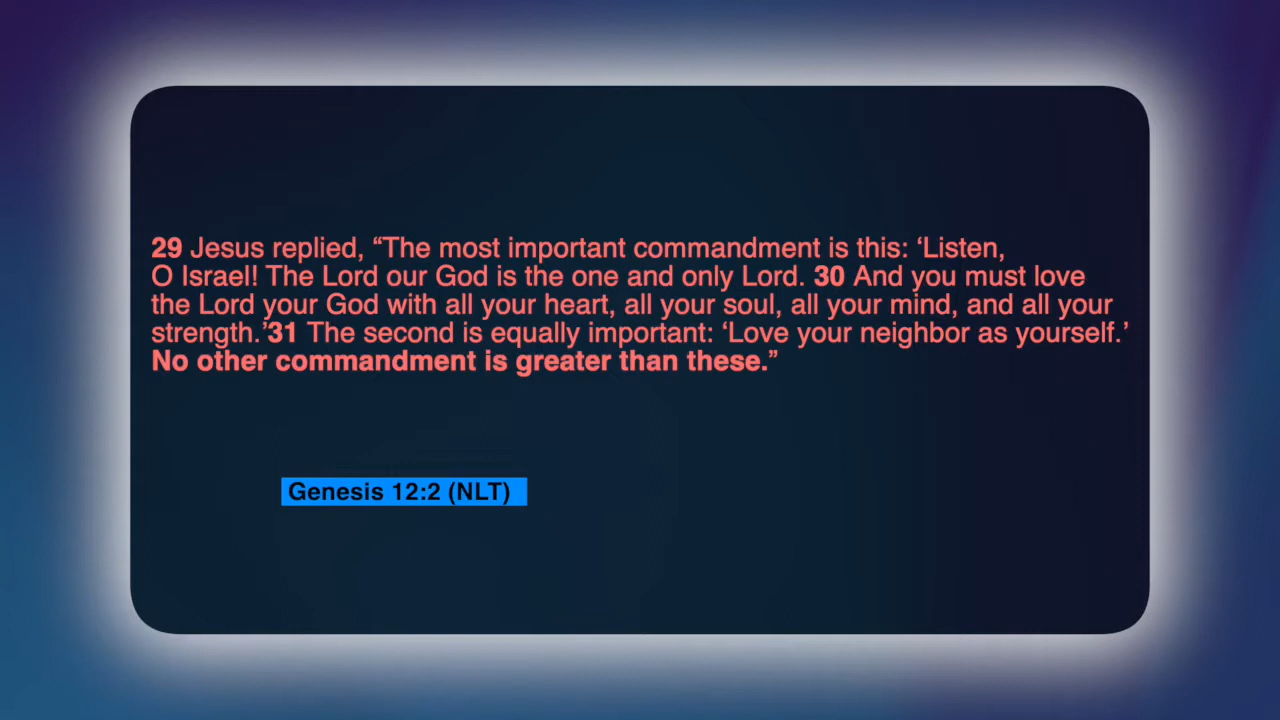 29 Jesus replied, “The most important commandment is this: ‘Listen,
O Israel! The Lord our God is the one and only Lord. 30 And you must love
the Lord your God with all your heart, all your soul, all your mind, and all your
strength.’31 The second is equally important: ‘Love your neighbor as yourself.’
No other commandment is greater than these.”
Genesis 12:2 (NLT)